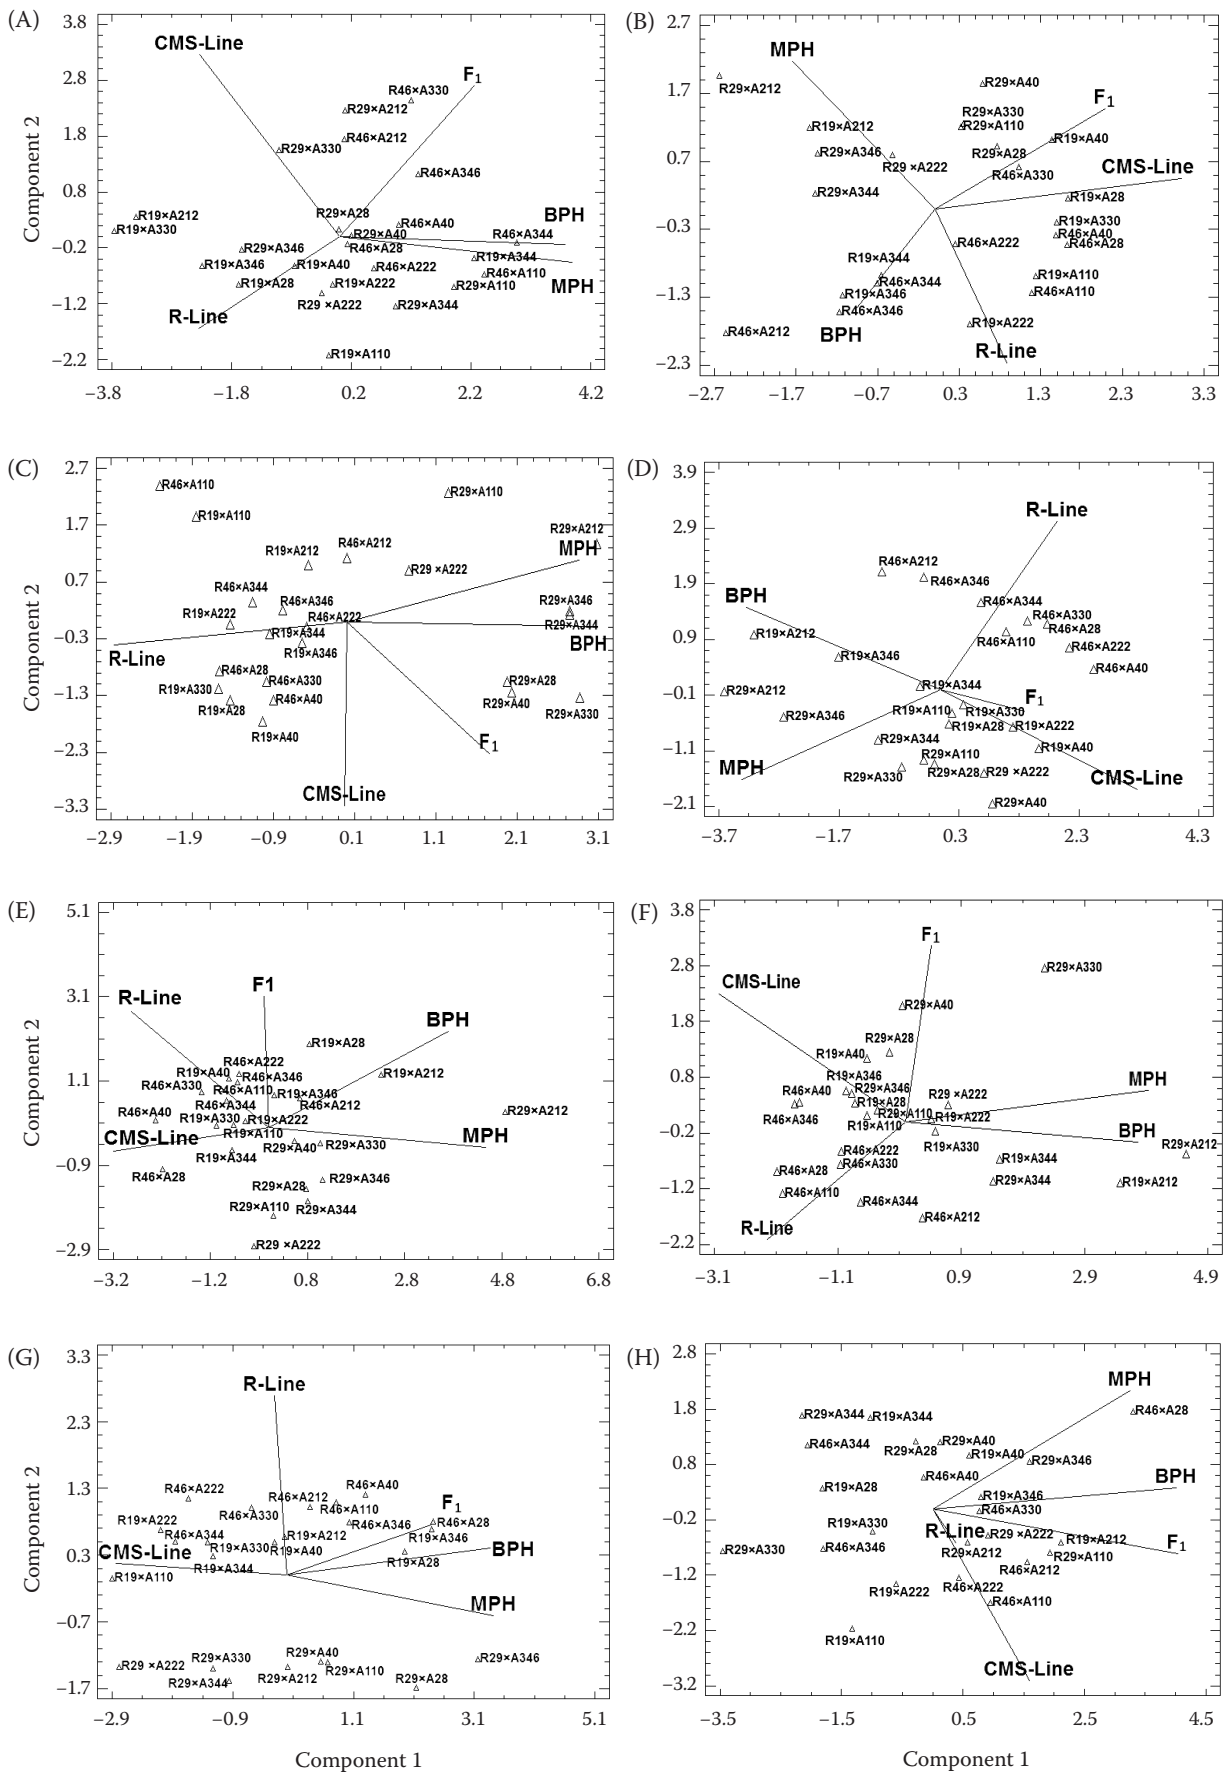 (A)
3.8
2.8
1.8
0.8
−0.2
−1.2
−2.2
Component 2
CMS-Line
F1
R46×A330
R29×A212
R46×A212
R29×A330
R46×A346
R19×A212
R19×A330
R29×A28
R46×A40
BPH
R29×A40
R46×A344
R29×A346
R46×A28
R19×A344
R19×A346
R19×A40
R46×A222
R46×A110
MPH
R19×A28
R19×A222
R29×A110
R29 ×A222
R29×A344
R-Line
R19×A110
−3.8 −1.8 0.2 2.2 4.2
(B)
2.7
1.7
0.7
−0.3
−1.3
−2.3
MPH
R29×A212
R29×A40
F1
R29×A330
R29×A110
R19×A212
R19×A40
R29×A346
R29×A28
R29 ×A222
CMS-Line
R46×A330
R29×A344
R19×A28
R19×A330
R46×A40
R46×A222
R46×A28
R19×A344
R46×A344
R19×A110
R19×A346
R46×A110
R46×A346
BPH
R46×A212
R19×A222
R-Line
−2.7 −1.7 −0.7 0.3 1.3 2.3 3.3
(C)
2.7
1.7
0.7
−0.3
−1.3
−2.3
−3.3
Component 2
R46×A110
R29×A110
R19×A110
R29×A212
R46×A212
MPH
R19×A212
R29 ×A222
R46×A344
R46×A346
R29×A346
R19×A222
R46×A222
R29×A344
R19×A344
BPH
R19×A346
R-Line
R46×A28
R46×A330
R29×A28
R19×A330
R46×A40
R29×A40
R19×A28
R29×A330
R19×A40
F1
CMS-Line
−2.9 −1.9 −0.9 0.1 1.1 2.1 3.1
(D)
3.9
2.9
1.9
0.9
−0.1
−1.1
−2.1
R-Line
R46×A212
R46×A346
BPH
R46×A344
R46×A330
R46×A28
R19×A212
R46×A110
R46×A222
R19×A346
R46×A40
R19×A344
R29×A212
F1
R19×A110
R19×A330
R29×A346
R19×A28
R19×A222
R29×A344
R19×A40
R29×A110
MPH
R29×A330
R29×A28
R29 ×A222
CMS-Line
R29×A40
−3.7 −1.7 0.3 2.3 4.3
(E)
5.1
3.1
1.1
−0.9
−2.9
Component 2
F1
R-Line
BPH
R19×A28
R46×A222
R19×A40
R46×A346
R19×A212
R46×A330
R46×A110
R19×A346
R46×A344
R46×A212
R46×A40
R29×A212
R19×A330
R19×A222
R19×A110
CMS-Line
R29×A40
R29×A330
MPH
R19×A344
R46×A28
R29×A346
R29×A28
R29×A110
R29×A344
R29 ×A222
−3.2 −1.2 0.8 2.8 4.8 6.8
(F)
3.8
2.8
1.8
0.8
−0.2
−1.2
−2.2
F1
CMS-Line
R29×A330
R29×A40
R29×A28
R19×A40
R19×A346
R46×A40
R29×A346
MPH
R19×A28
R29 ×A222
R46×A346
R29×A110
R19×A222
R19×A110
BPH
R46×A222
R19×A330
R29×A212
R46×A330
R19×A344
R46×A28
R29×A344
R19×A212
R46×A110
R46×A344
R46×A212
R-Line
−3.1 −1.1 0.9 2.9 4.9
(G)
3.3
2.3
1.3
0.3
−0.7
−1.7
Component 2
R-Line
R46×A222
R46×A40
R46×A212
R46×A330
R46×A110
F1
R19×A222
R46×A346
R46×A28
R46×A344
R19×A212
R19×A346
R19×A330
R19×A40
BPH
CMS-Line
R19×A28
R19×A344
R19×A110
MPH
R29×A330
R29×A40
R29×A346
R29 ×A222
R29×A110
R29×A344
R29×A212
R29×A28
−2.9 −0.9 1.1 3.1 5.1
Component 1
(H)
2.8
1.8
0.8
−0.2
−1.2
−2.2
−3.2
MPH
R29×A344
R19×A344
R46×A28
R46×A344
R29×A40
R29×A28
R19×A40
R29×A346
R46×A40
BPH
R19×A28
R19×A346
R46×A330
R19×A330
R-Line
R29 ×A222
R19×A212
F1
R29×A330
R46×A346
R29×A212
R29×A110
R46×A212
R19×A222
R46×A222
R46×A110
R19×A110
CMS-Line
−3.5 −1.5 0.5 2.5 4.5
Component 1